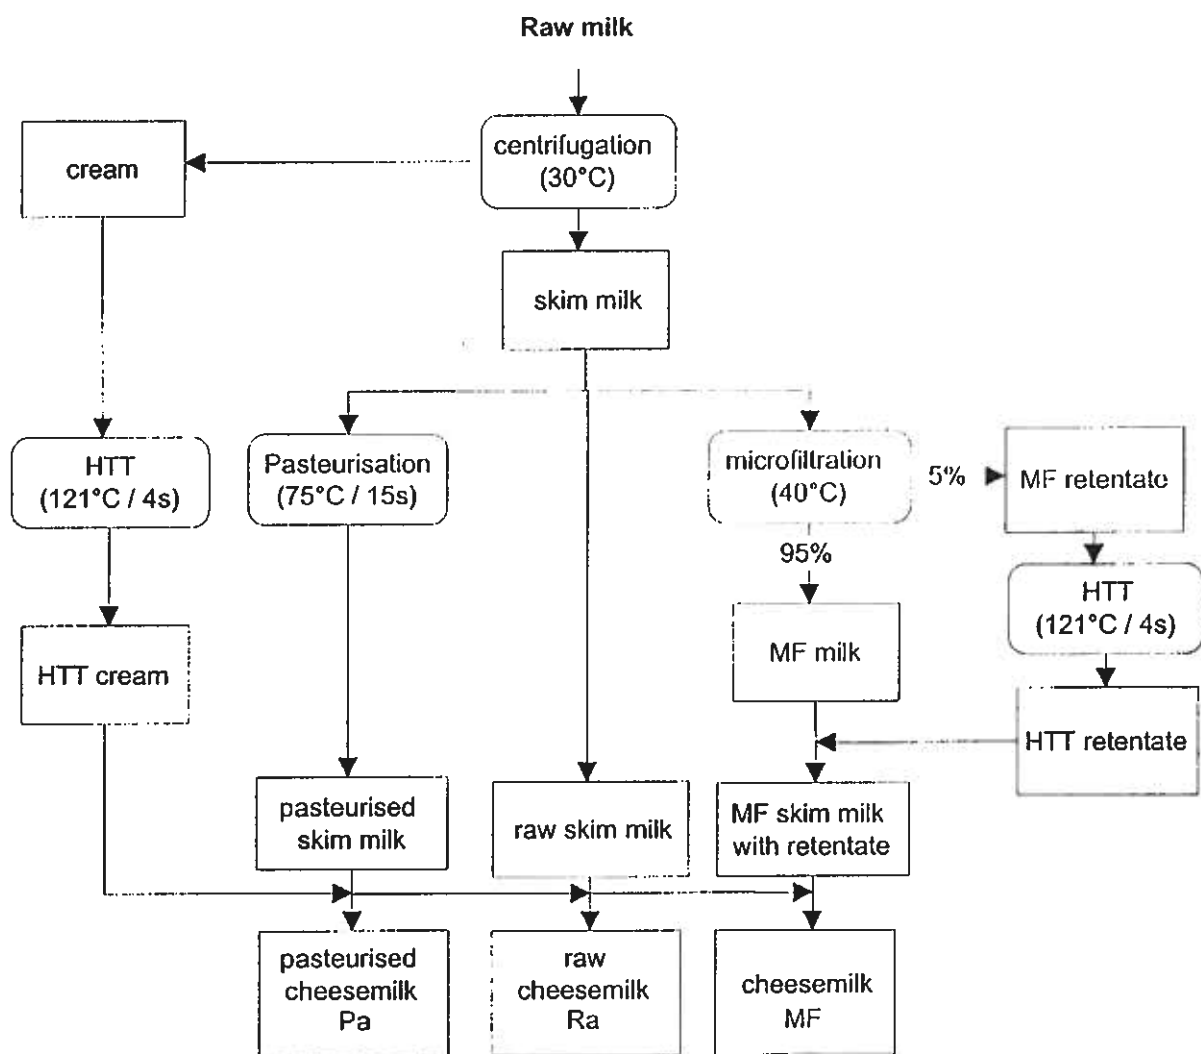 Raw milk
centrifugation
(30°C)
cream
skim milk
HTT
(121°C / 4s)
Pasteurisation
(75°C / 15s)
microfiltration
(40°C)
5%
MF retentate
95%
HTT
(121°C / 4s)
HTT cream
MF milk
HTT retentate
pasteurised
skim milk
raw skim milk
MF skim milk
with retentate
pasteurised
cheesemilk
Pa
raw
cheesemilk
Ra
cheesemilk
MF